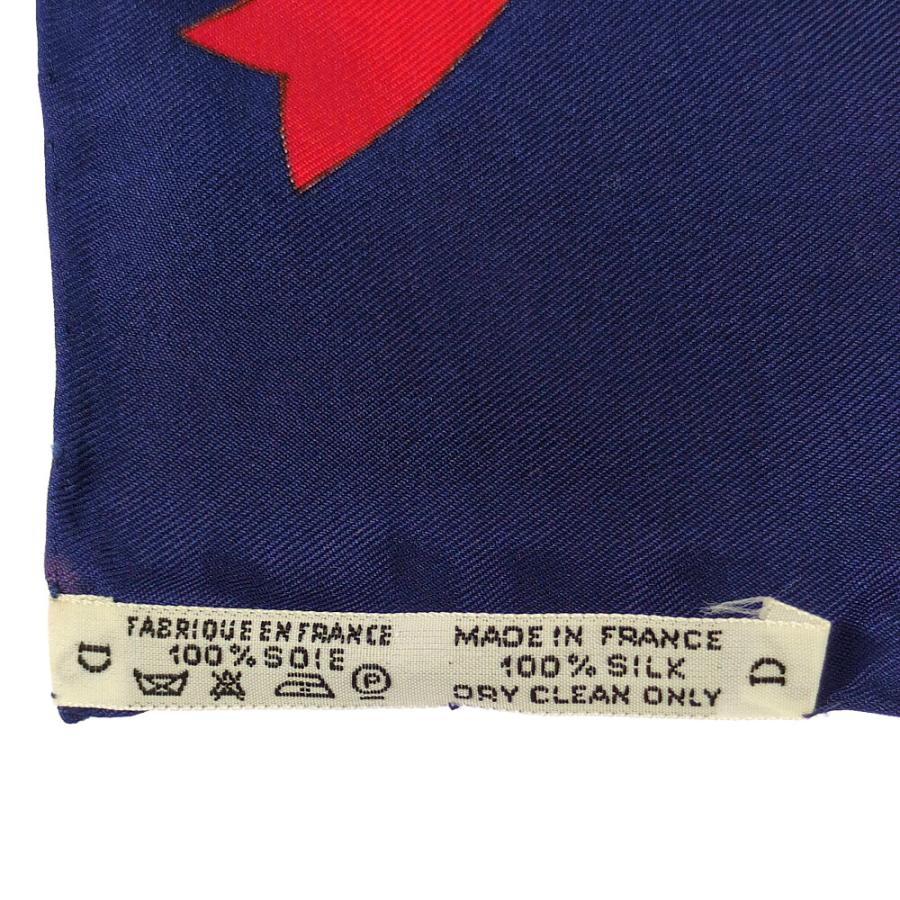 D
FABRIQUE EN FRANCE
100% SOIE
P
MADE IN FRANCE
100% SILK
DRY CLEAN ONLY
D